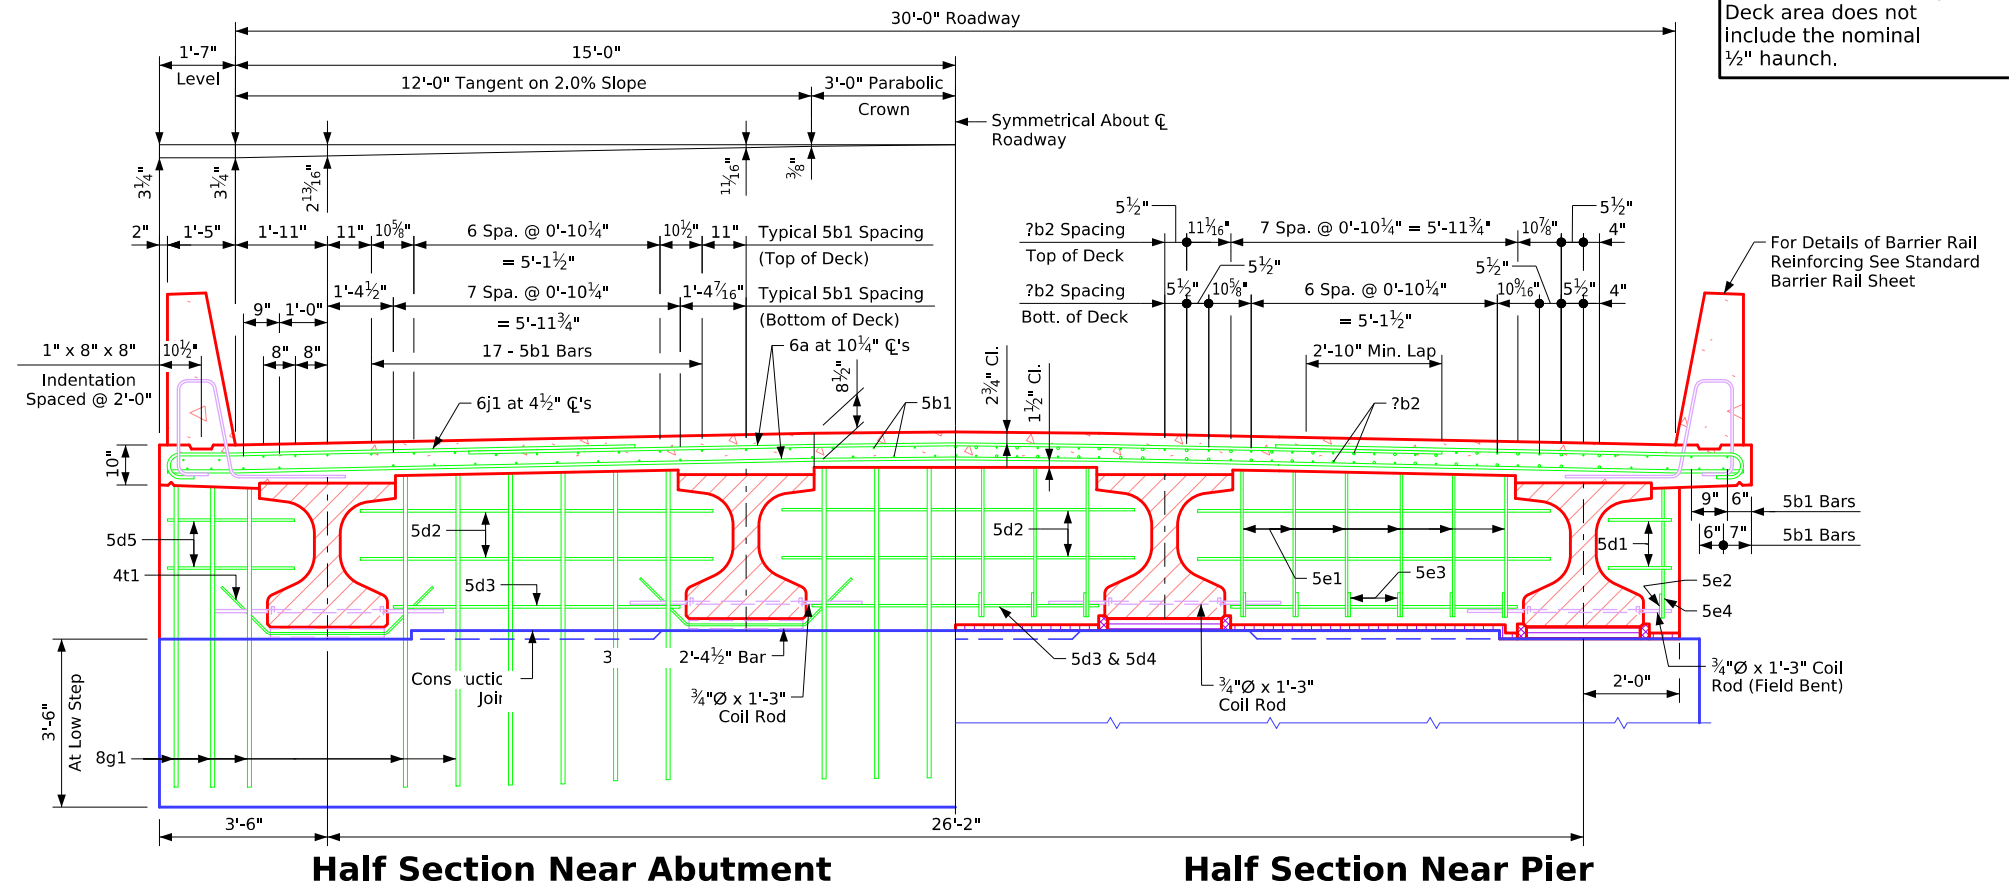 30'-0" Roadway
Deck area does not
include the nominal
½" haunch.
1'-7"
Level
15'-0"
12'-0" Tangent on 2.0% Slope
3'-0" Parabolic
Crown
Symmetrical About ℄
Roadway
3¼"
3¼"
2 13/16"
11/16"
⅜"
2"
1'-5"
1'-11"
11"
10⅝"
6 Spa. @ 0'-10¼"
= 5'-1½"
10½"
11"
Typical 5b1 Spacing
(Top of Deck)
9"
1'-0"
1'-4½"
7 Spa. @ 0'-10¼"
= 5'-11¾"
1'-4 7/16"
Typical 5b1 Spacing
(Bottom of Deck)
5½"
5½"
?b2 Spacing
Top of Deck
11 1/16"
7 Spa. @ 0'-10¼" = 5'-11¾"
10⅞"
4"
5½"
5½"
?b2 Spacing
Bott. of Deck
5½"
10⅝"
6 Spa. @ 0'-10¼"
= 5'-1½"
10 9/16"
5½"
4"
For Details of Barrier Rail
Reinforcing See Standard
Barrier Rail Sheet
1" x 8" x 8"
Indentation
Spaced @ 2'-0"
10½"
8"
8"
17 - 5b1 Bars
6a at 10¼" ℄'s
8½"
2¾" Cl.
1½" Cl.
2'-10" Min. Lap
6j1 at 4½" ℄'s
5b1
?b2
10"
9"
6"
5b1 Bars
6"
7"
5b1 Bars
5d5
5d2
5d2
5d1
4t1
5d3
5e1
5e3
5e2
5e4
3
2'-4½" Bar
5d3 & 5d4
Joi
¾"Ø x 1'-3"
Coil Rod
¾"Ø x 1'-3"
Coil Rod
¾"Ø x 1'-3" Coil
Rod (Field Bent)
2'-0"
3'-6"
At Low Step
8g1
3'-6"
26'-2"
Half Section Near Abutment
Half Section Near Pier